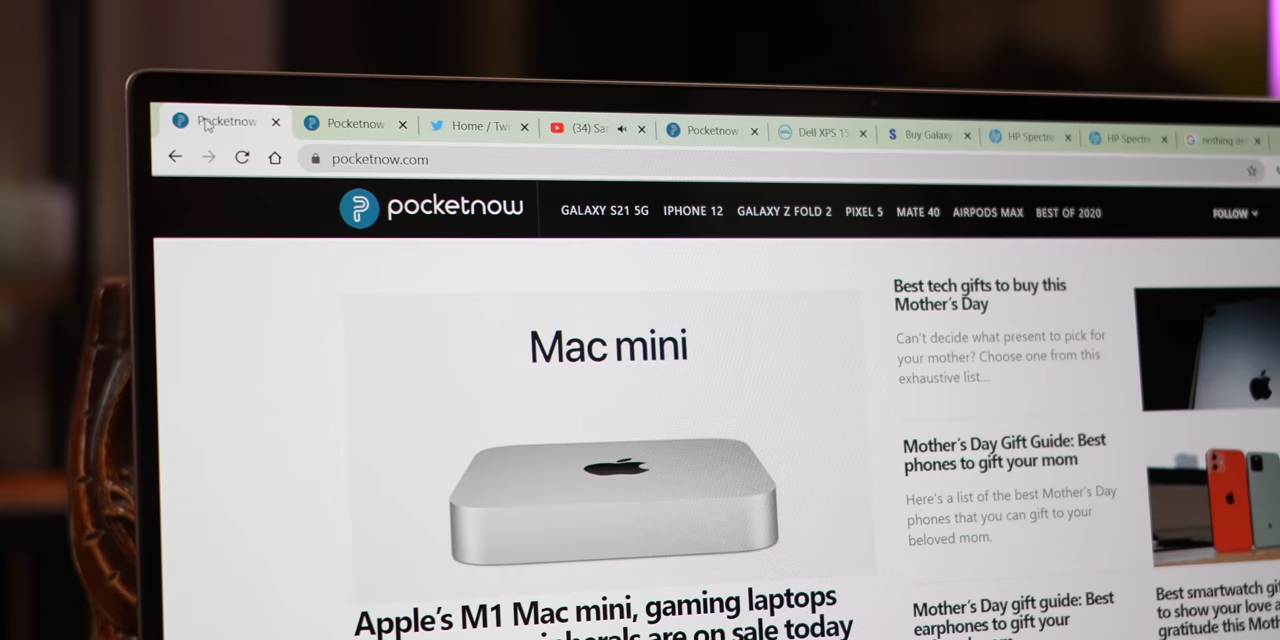 Pocketnow
Pocketnow
Home / Tw
(34) Sar
Pocketnow
Dell XPS 15
Buy Galaxy
HP Spectre
HP Spectre
nothing
pocketnow.com
pocketnow
GALAXY S21 5G IPHONE 12 GALAXY Z FOLD 2 PIXEL 5 MATE 40 AIRPODS MAX BEST OF 2020
FOLLOW
Mac mini
Apple's M1 Mac mini, gaming laptops
are on sale today
Best tech gifts to buy this
Mother's Day
Can't decide what present to pick for
your mother? Choose one from this
exhaustive list...
Mother's Day Gift Guide: Best
phones to gift your mom
Here's a list of the best Mother's Day
phones that you can gift to your
beloved mom.
Mother's Day gift guide: Best
earphones to gift your
Best smartwatch
to show your love
gratitude this